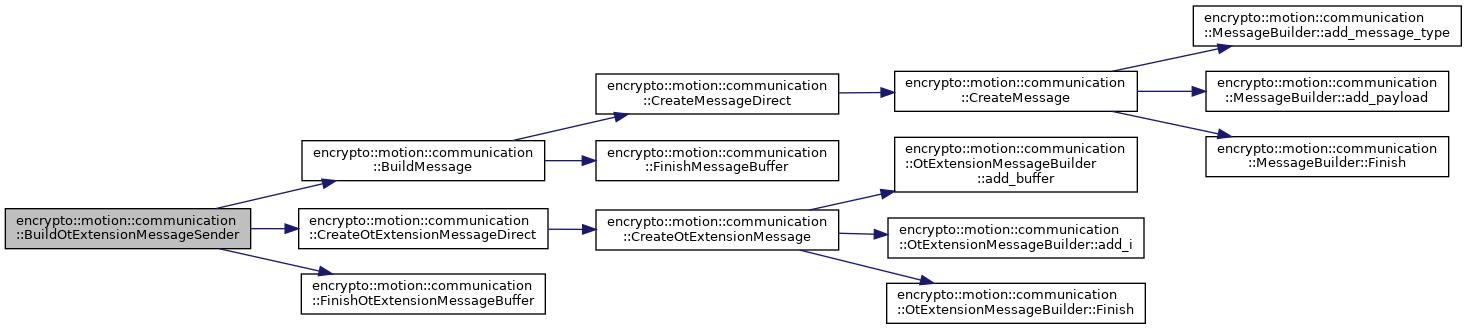 encrypto::motion::communication
::BuildOtExtensionMessageSender
encrypto::motion::communication
::BuildMessage
encrypto::motion::communication
::CreateMessageDirect
encrypto::motion::communication
::CreateMessage
encrypto::motion::communication
::MessageBuilder::add_message_type
encrypto::motion::communication
::MessageBuilder::add_payload
encrypto::motion::communication
::MessageBuilder::Finish
encrypto::motion::communication
::FinishMessageBuffer
encrypto::motion::communication
::CreateOtExtensionMessageDirect
encrypto::motion::communication
::CreateOtExtensionMessage
encrypto::motion::communication
::OtExtensionMessageBuilder
::add_buffer
encrypto::motion::communication
::OtExtensionMessageBuilder::add_i
encrypto::motion::communication
::OtExtensionMessageBuilder::Finish
encrypto::motion::communication
::FinishOtExtensionMessageBuffer